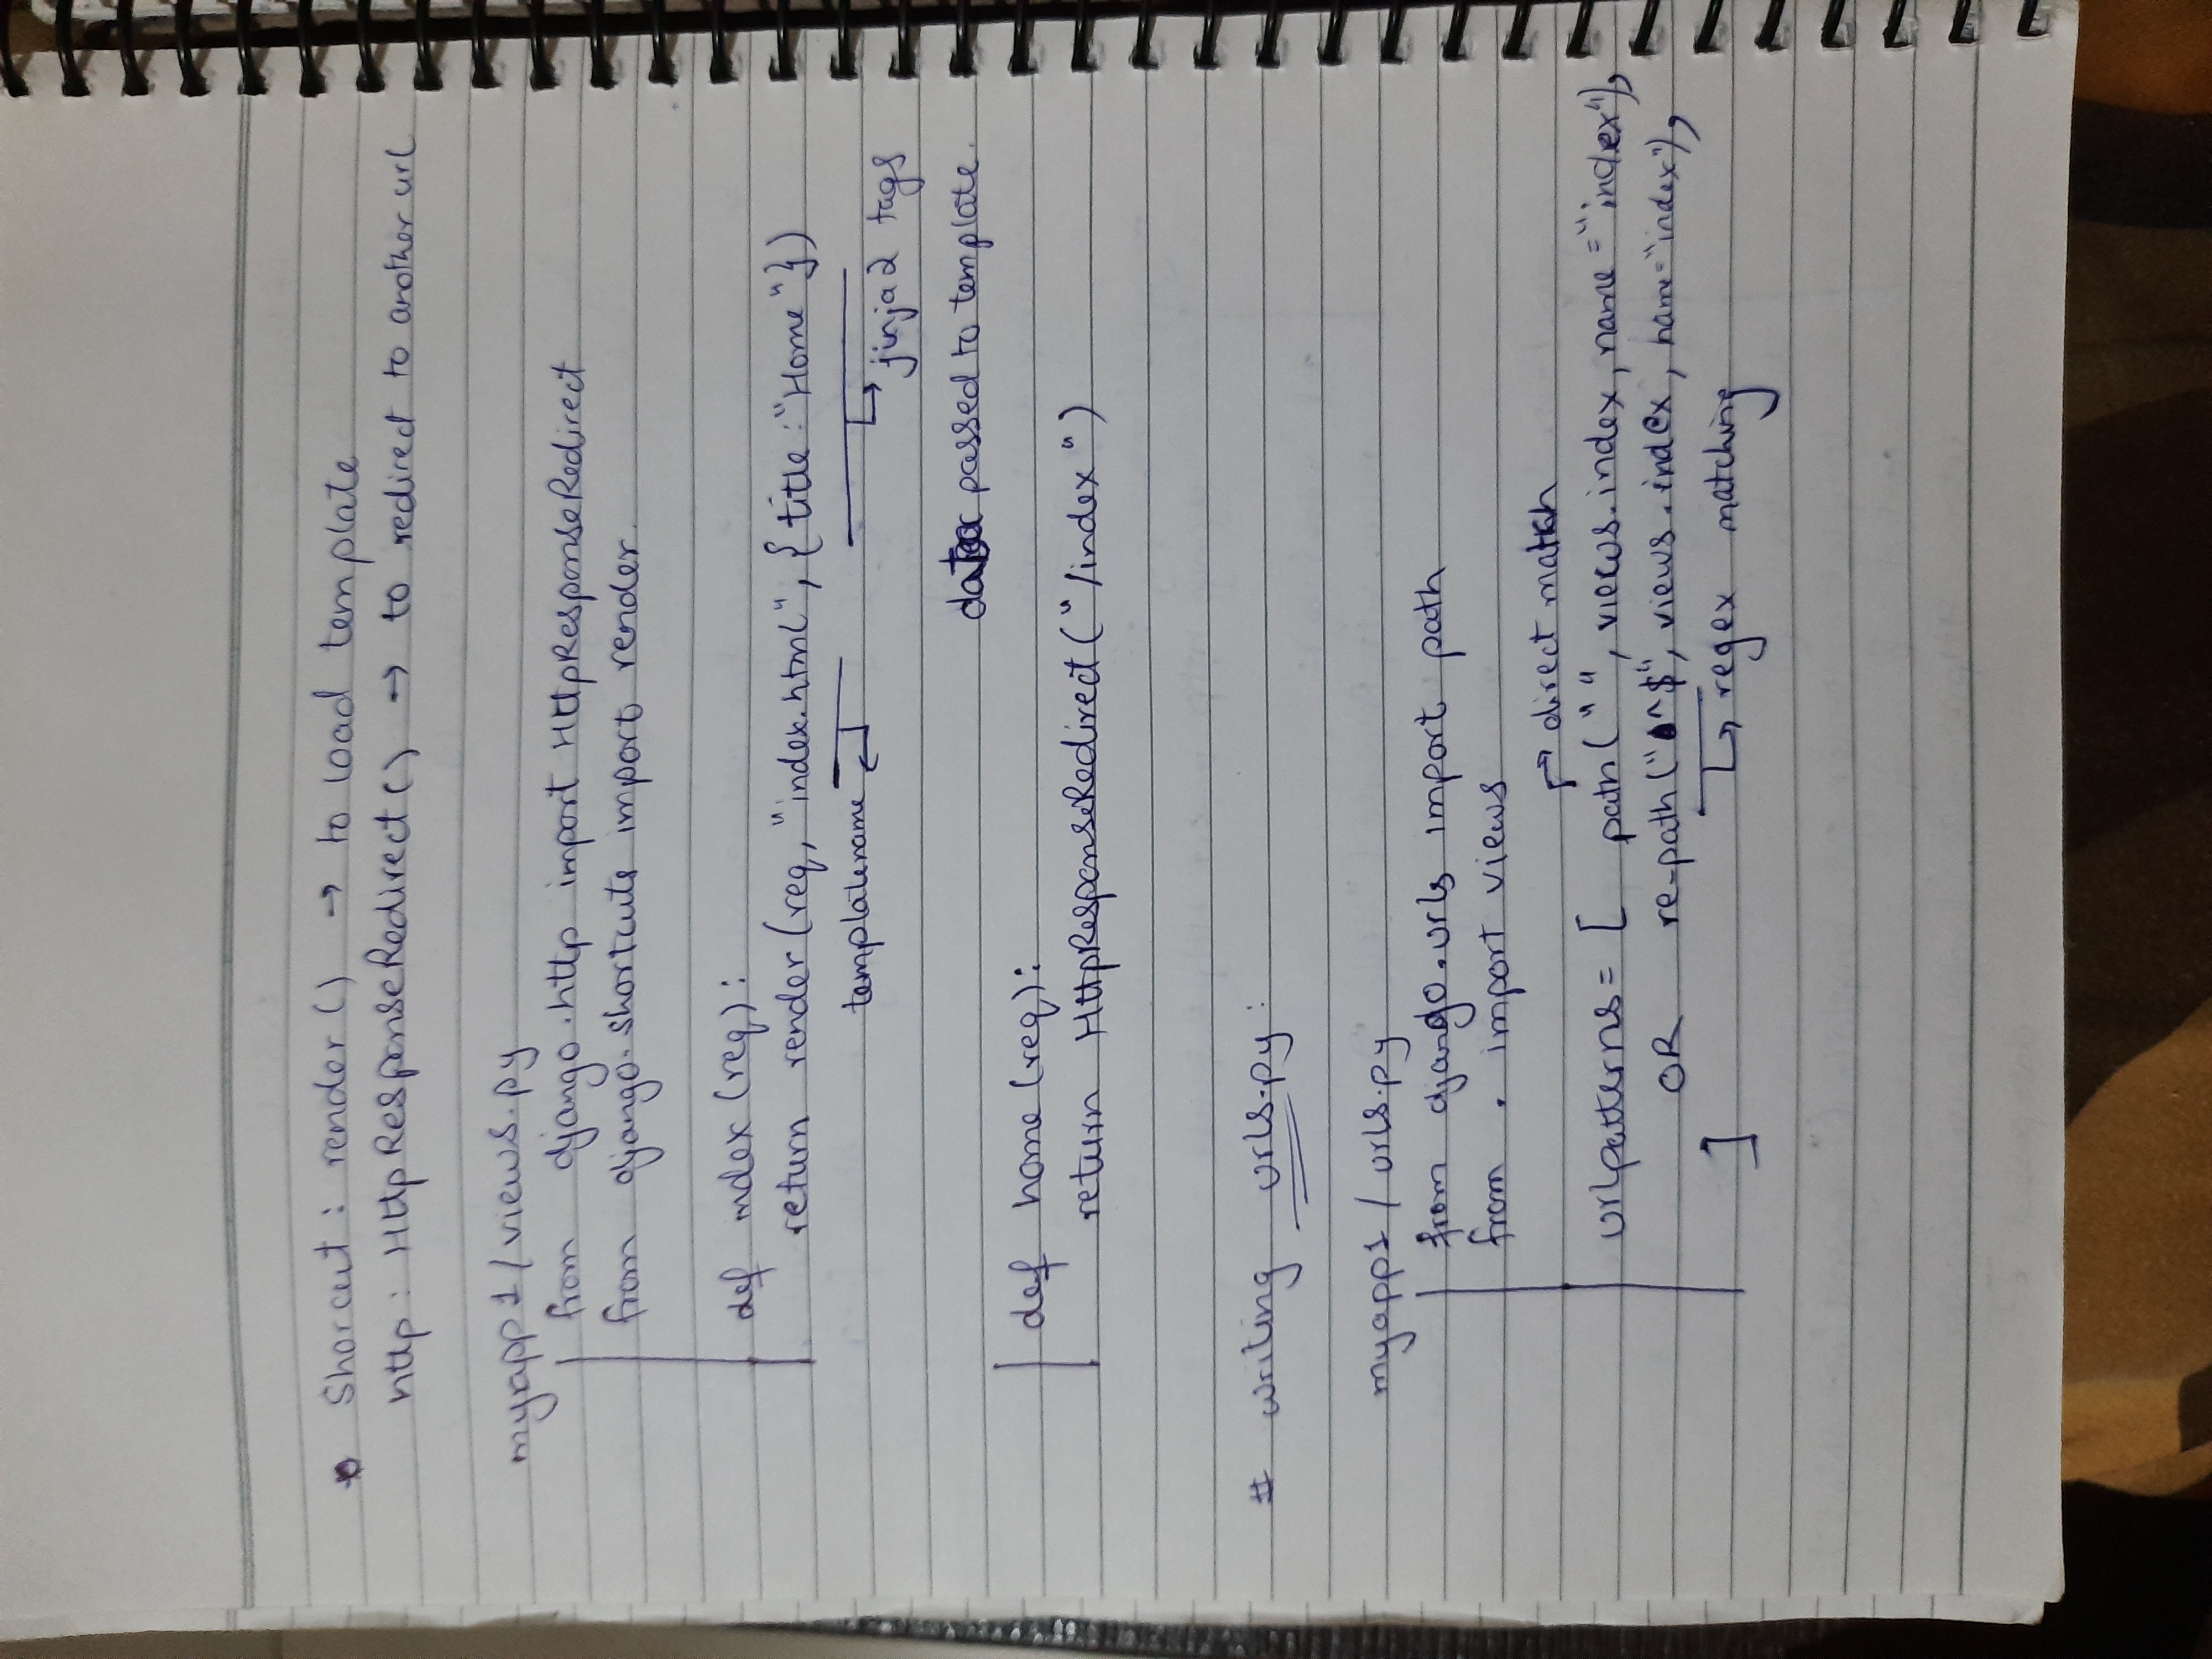 Shorcut : render () → to load template
http : HttpResponseRedirect () → to redirect to another url
myapp1/views.py
from django.http import HttpResponseRedirect
from django.shortcuts import render.
def index (req):
return render (req, "index.html", { title : "Home" })
templatename
jinja2 tags
data passed to template.
def home (req):
return HttpResponseRedirect ("/index")
# writing urls.py :
myapp1 / urls.py
from django.urls import path
from . import views
→ direct match
urlpatterns = [ path ("", views.index, name = "index"),
OR re-path ("^$", views.index, name = "index"),
] regex matching